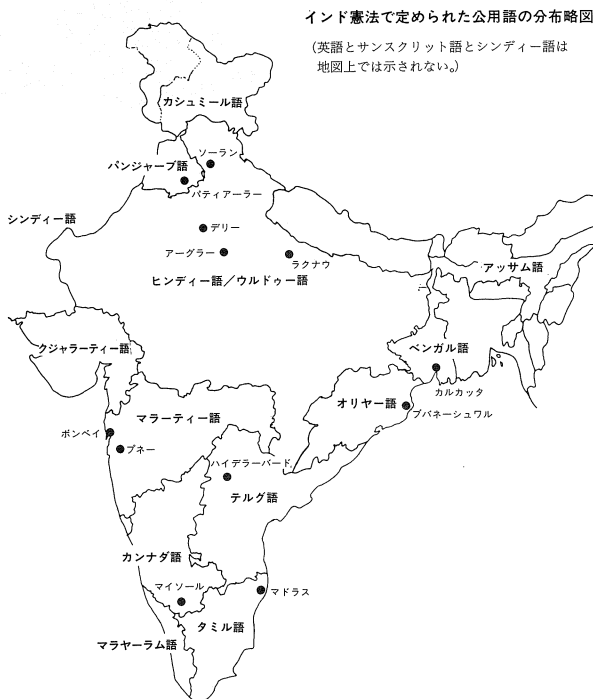 インド憲法で定められた公用語の分布略図
(英語とサンスクリット語とシンディー語は
地図上では示されない。)
カシュミール語
ソーラン
パンジャーブ語
パティアーラー
シンディー語
デリー
アーグラー
ラクナウ
アッサム語
ヒンディー語／ウルドゥー語
クジャラーティー語
ベンガル語
カルカッタ
オリヤー語
ブバネーシュワル
マラーティー語
ボンベイ
プネー
ハイデラーバード
テルグ語
カンナダ語
マイソール
マドラス
タミル語
マラヤーラム語